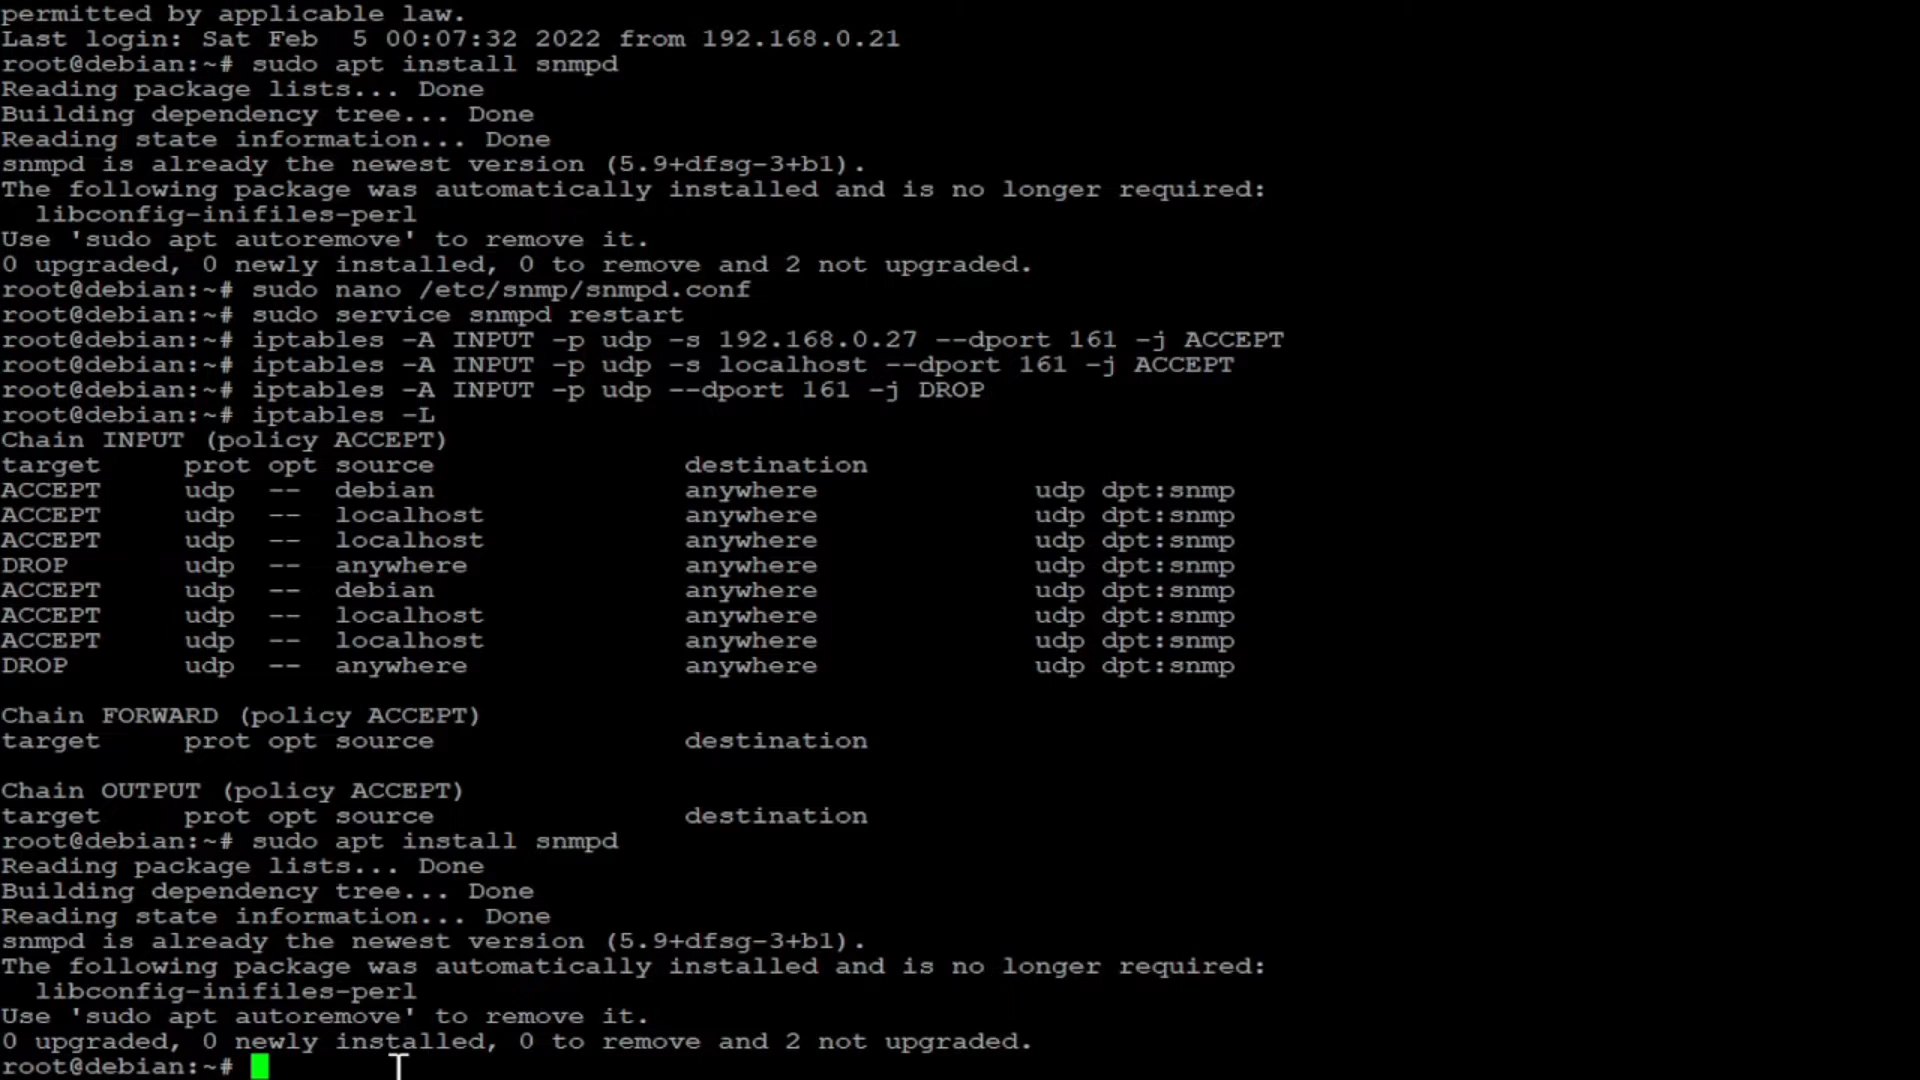 permitted by applicable law.
Last login: Sat Feb  5 00:07:32 2022 from 192.168.0.21
root@debian:~# sudo apt install snmpd
Reading package lists... Done
Building dependency tree... Done
Reading state information... Done
snmpd is already the newest version (5.9+dfsg-3+b1).
The following package was automatically installed and is no longer required:
  libconfig-inifiles-perl
Use 'sudo apt autoremove' to remove it.
0 upgraded, 0 newly installed, 0 to remove and 2 not upgraded.
root@debian:~# sudo nano /etc/snmp/snmpd.conf
root@debian:~# sudo service snmpd restart
root@debian:~# iptables -A INPUT -p udp -s 192.168.0.27 --dport 161 -j ACCEPT
root@debian:~# iptables -A INPUT -p udp -s localhost --dport 161 -j ACCEPT
root@debian:~# iptables -A INPUT -p udp --dport 161 -j DROP
root@debian:~# iptables -L
Chain INPUT (policy ACCEPT)
target     prot opt source               destination
ACCEPT     udp  --  debian               anywhere             udp dpt:snmp
ACCEPT     udp  --  localhost            anywhere             udp dpt:snmp
ACCEPT     udp  --  localhost            anywhere             udp dpt:snmp
DROP       udp  --  anywhere             anywhere             udp dpt:snmp
ACCEPT     udp  --  debian               anywhere             udp dpt:snmp
ACCEPT     udp  --  localhost            anywhere             udp dpt:snmp
ACCEPT     udp  --  localhost            anywhere             udp dpt:snmp
DROP       udp  --  anywhere             anywhere             udp dpt:snmp
Chain FORWARD (policy ACCEPT)
target     prot opt source               destination
Chain OUTPUT (policy ACCEPT)
target     prot opt source               destination
root@debian:~# sudo apt install snmpd
Reading package lists... Done
Building dependency tree... Done
Reading state information... Done
snmpd is already the newest version (5.9+dfsg-3+b1).
The following package was automatically installed and is no longer required:
  libconfig-inifiles-perl
Use 'sudo apt autoremove' to remove it.
0 upgraded, 0 newly installed, 0 to remove and 2 not upgraded.
root@debian:~#